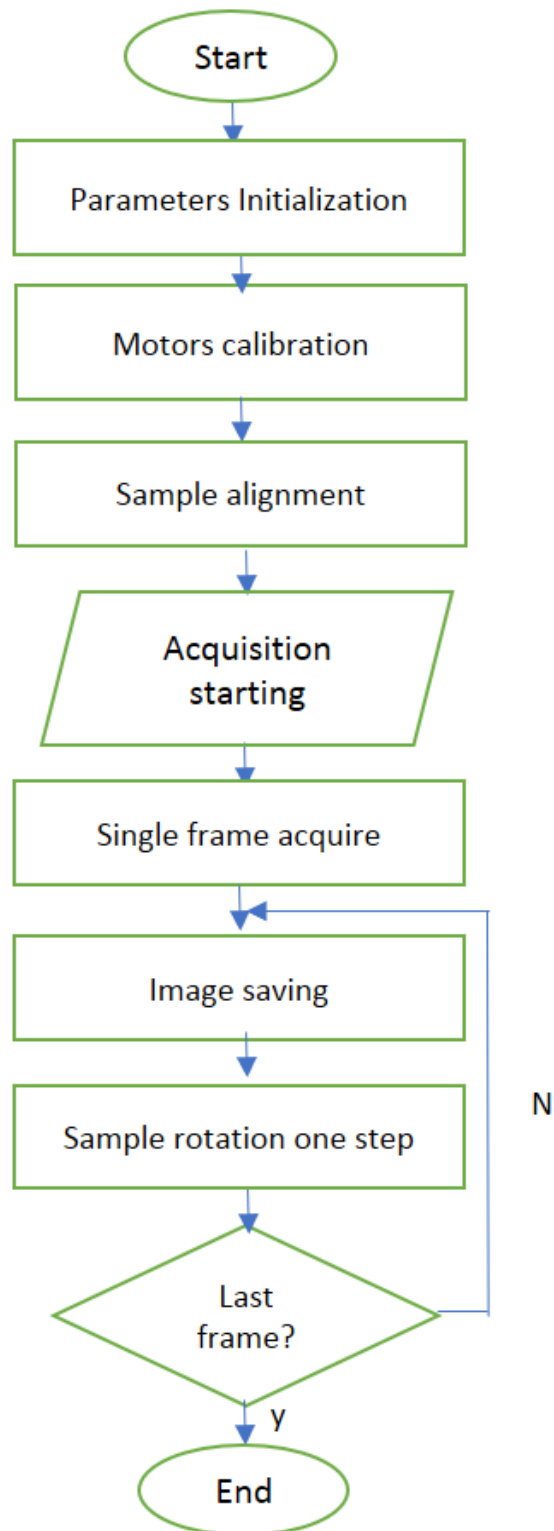 Start
Parameters Initialization
Motors calibration
Sample alignment
Acquisition
starting
Single frame acquire
Image saving
Sample rotation one step
N
Last
frame?
y
End